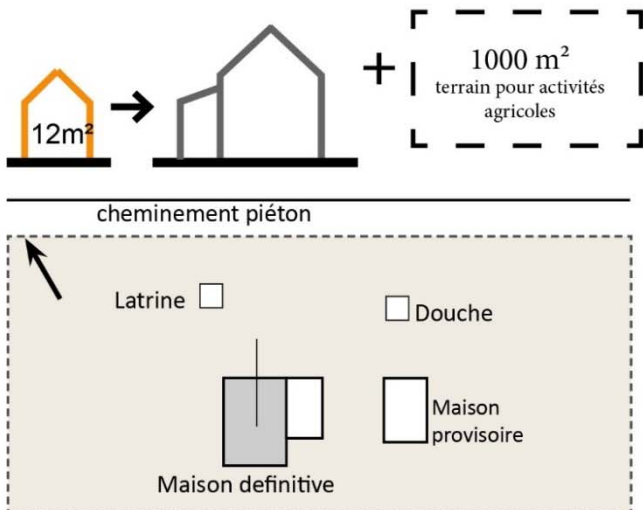 12m²
1000 m²
terrain pour activités
agricoles
cheminement piéton
Latrine
Douche
Maison
provisoire
Maison definitive